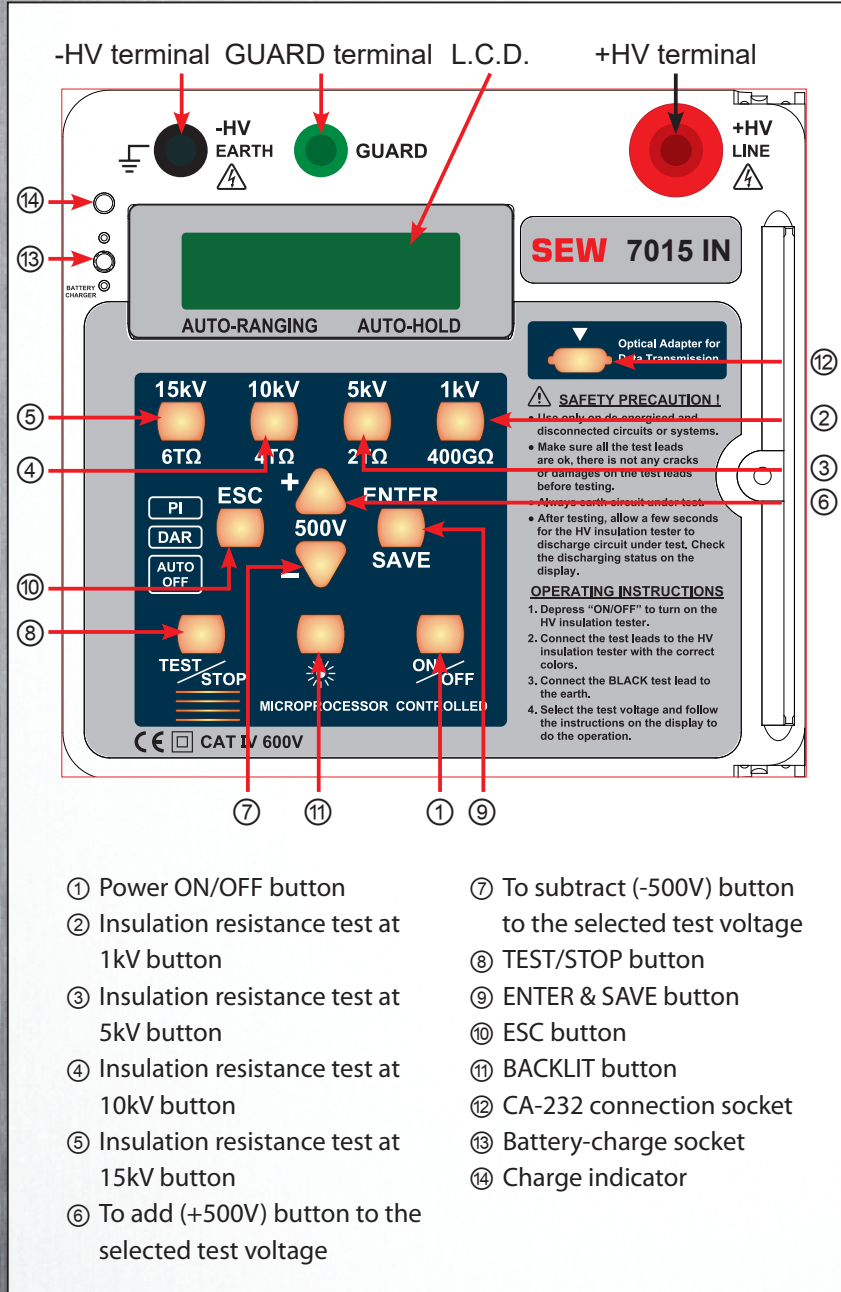 -HV terminal GUARD terminal L.C.D. +HV terminal
-HV
EARTH
GUARD
+HV
LINE
⑭
⑬
BATTERY
CHARGER
SEW 7015 IN
AUTO-RANGING AUTO-HOLD
Optical Adapter for
Data Transmission
⑫
15kV 10kV 5kV 1kV
⑤
②
6TΩ 4TΩ 2TΩ 400GΩ
④
③
ESC + ENTER
⑥
PI
DAR
AUTO
OFF
500V
–
SAVE
⑩
⑧
TEST/STOP
ON/OFF
MICROPROCESSOR CONTROLLED
CE CAT IV 600V
⚠ SAFETY PRECAUTION !
• Use only on de-energised and
disconnected circuits or systems.
• Make sure all the test leads
are ok, there is not any cracks
or damages on the test leads
before testing.
• Always earth circuit under test.
• After testing, allow a few seconds
for the HV insulation tester to
discharge circuit under test. Check
the discharging status on the
display.
OPERATING INSTRUCTIONS
1. Depress “ON/OFF” to turn on the
HV insulation tester.
2. Connect the test leads to the HV
insulation tester with the correct
colors.
3. Connect the BLACK test lead to
the earth.
4. Select the test voltage and follow
the instructions on the display to
do the operation.
⑦ ⑪ ① ⑨
① Power ON/OFF button
② Insulation resistance test at
1kV button
③ Insulation resistance test at
5kV button
④ Insulation resistance test at
10kV button
⑤ Insulation resistance test at
15kV button
⑥ To add (+500V) button to the
selected test voltage
⑦ To subtract (-500V) button
to the selected test voltage
⑧ TEST/STOP button
⑨ ENTER & SAVE button
⑩ ESC button
⑪ BACKLIT button
⑫ CA-232 connection socket
⑬ Battery-charge socket
⑭ Charge indicator